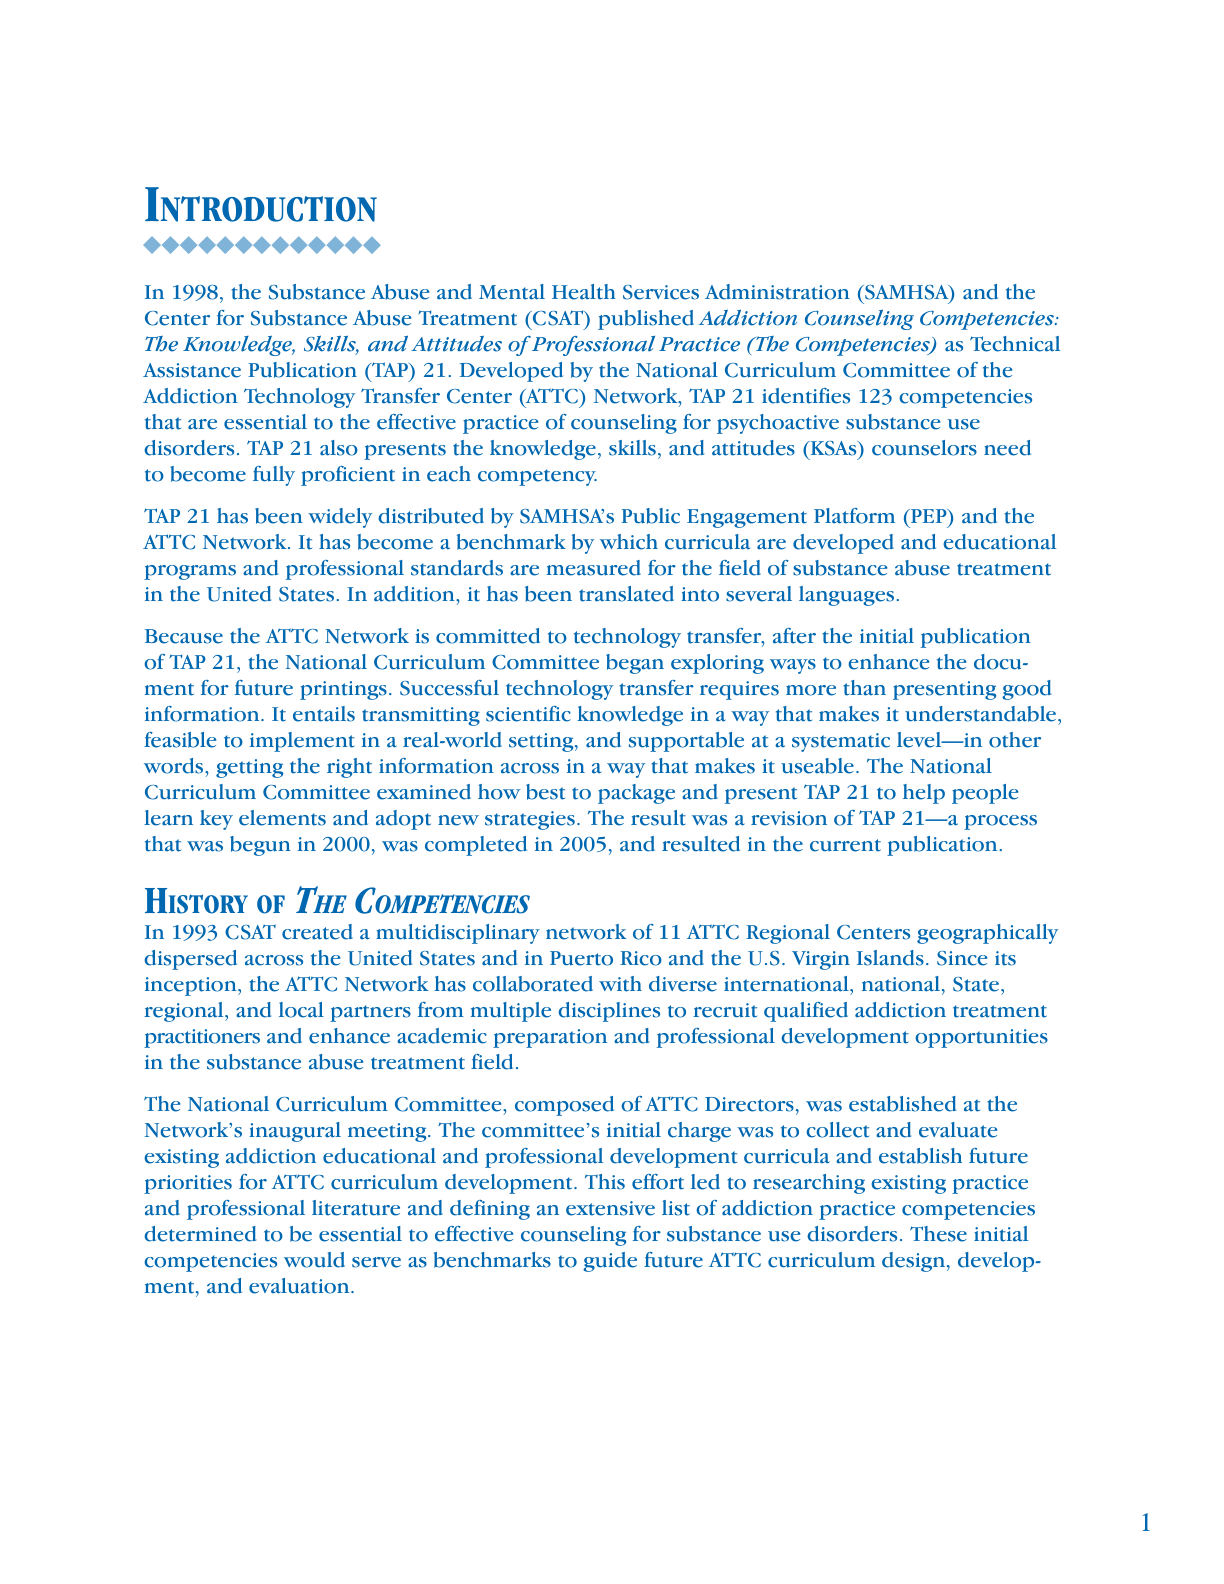 INTRODUCTION
In 1998, the Substance Abuse and Mental Health Services Administration (SAMHSA) and the
Center for Substance Abuse Treatment (CSAT) published Addiction Counseling Competencies:
The Knowledge, Skills, and Attitudes of Professional Practice (The Competencies) as Technical
Assistance Publication (TAP) 21. Developed by the National Curriculum Committee of the
Addiction Technology Transfer Center (ATTC) Network, TAP 21 identifies 123 competencies
that are essential to the effective practice of counseling for psychoactive substance use
disorders. TAP 21 also presents the knowledge, skills, and attitudes (KSAs) counselors need
to become fully proficient in each competency.
TAP 21 has been widely distributed by SAMHSA’s Public Engagement Platform (PEP) and the
ATTC Network. It has become a benchmark by which curricula are developed and educational
programs and professional standards are measured for the field of substance abuse treatment
in the United States. In addition, it has been translated into several languages.
Because the ATTC Network is committed to technology transfer, after the initial publication
of TAP 21, the National Curriculum Committee began exploring ways to enhance the docu-
ment for future printings. Successful technology transfer requires more than presenting good
information. It entails transmitting scientific knowledge in a way that makes it understandable,
feasible to implement in a real-world setting, and supportable at a systematic level—in other
words, getting the right information across in a way that makes it useable. The National
Curriculum Committee examined how best to package and present TAP 21 to help people
learn key elements and adopt new strategies. The result was a revision of TAP 21—a process
that was begun in 2000, was completed in 2005, and resulted in the current publication.
HISTORY OF THE COMPETENCIES
In 1993 CSAT created a multidisciplinary network of 11 ATTC Regional Centers geographically
dispersed across the United States and in Puerto Rico and the U.S. Virgin Islands. Since its
inception, the ATTC Network has collaborated with diverse international, national, State,
regional, and local partners from multiple disciplines to recruit qualified addiction treatment
practitioners and enhance academic preparation and professional development opportunities
in the substance abuse treatment field.
The National Curriculum Committee, composed of ATTC Directors, was established at the
Network’s inaugural meeting. The committee’s initial charge was to collect and evaluate
existing addiction educational and professional development curricula and establish future
priorities for ATTC curriculum development. This effort led to researching existing practice
and professional literature and defining an extensive list of addiction practice competencies
determined to be essential to effective counseling for substance use disorders. These initial
competencies would serve as benchmarks to guide future ATTC curriculum design, develop-
ment, and evaluation.
1